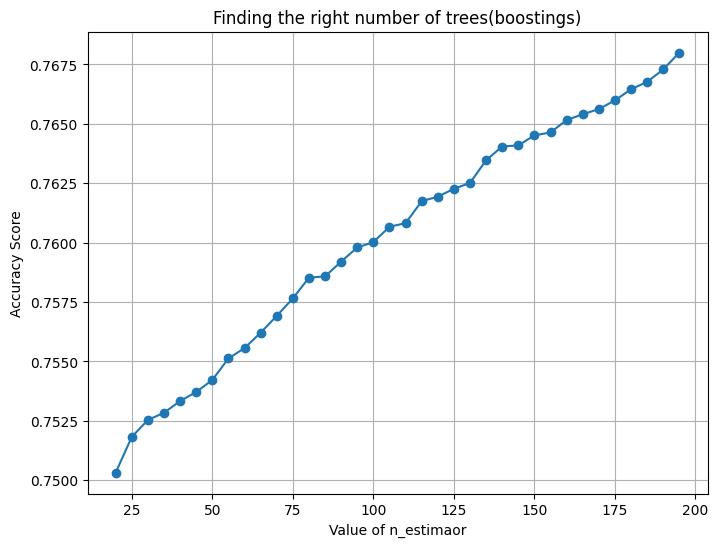 Finding the right number of trees(boostings)
Accuracy Score
0.7675
0.7650
0.7625
0.7600
0.7575
0.7550
0.7525
0.7500
25 50 75 100 125 150 175 200
Value of n_estimaor